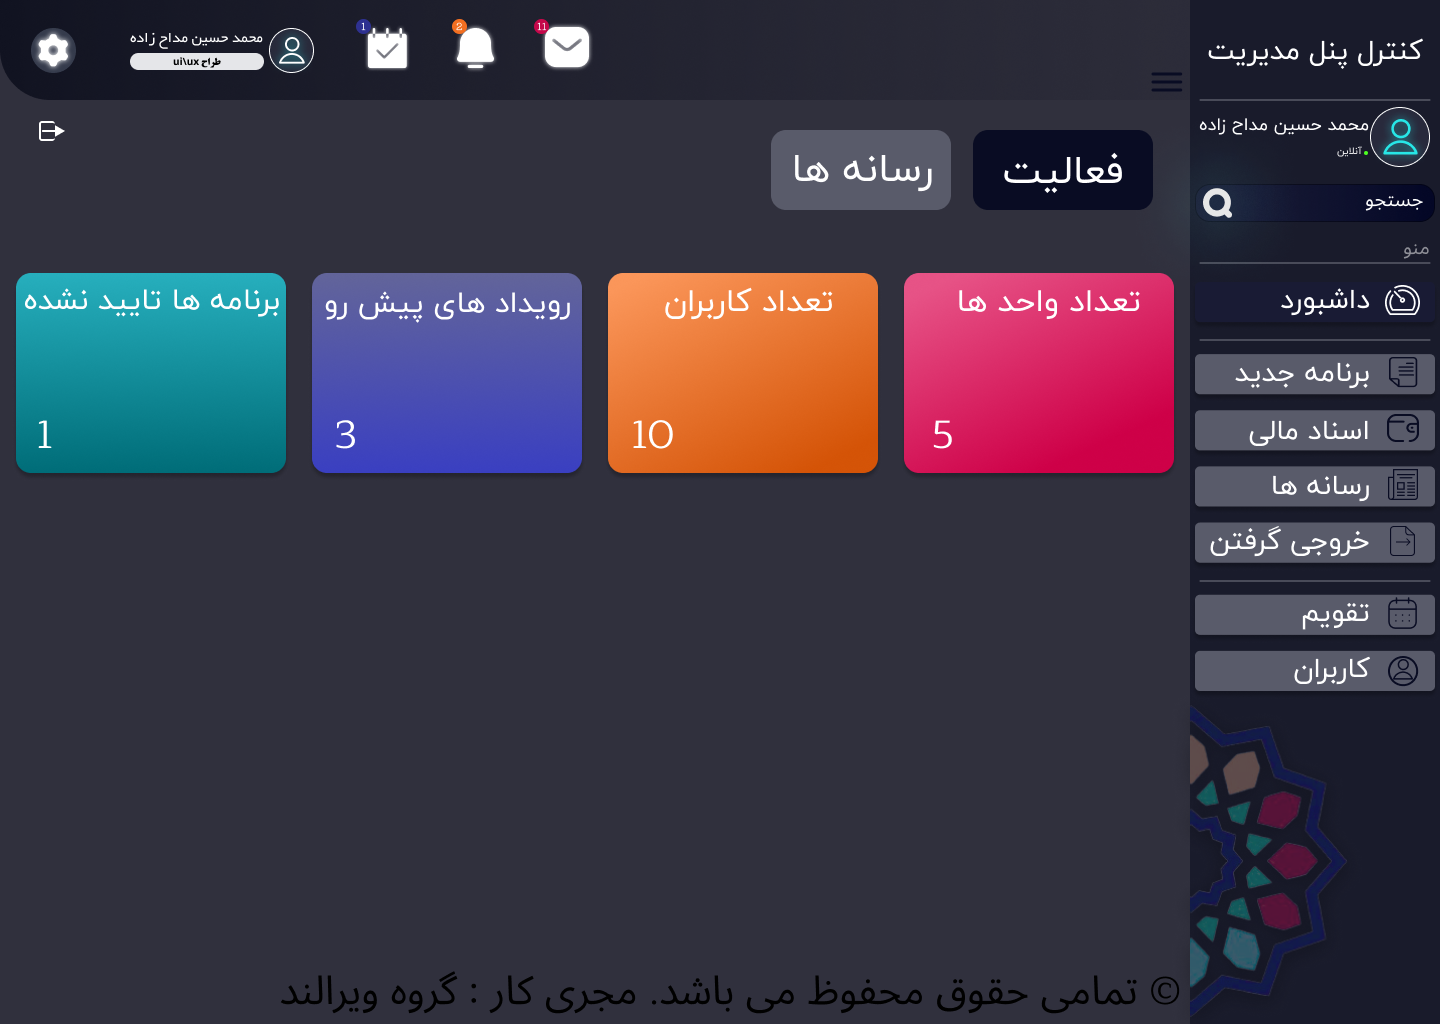 کنترل پنل مدیریت
محمد حسین مداح زاده
آنلاین
جستجو
منو
داشبورد
برنامه جدید
اسناد مالی
رسانه ها
خروجی گرفتن
تقویم
کاربران
11
2
1
محمد حسین مداح زاده
طراح ui\ux
فعالیت
رسانه ها
تعداد واحد ها
5
تعداد کاربران
10
رویداد های پیش رو
3
برنامه ها تایید نشده
1
© تمامی حقوق محفوظ می باشد. مجری کار : گروه ویرالند